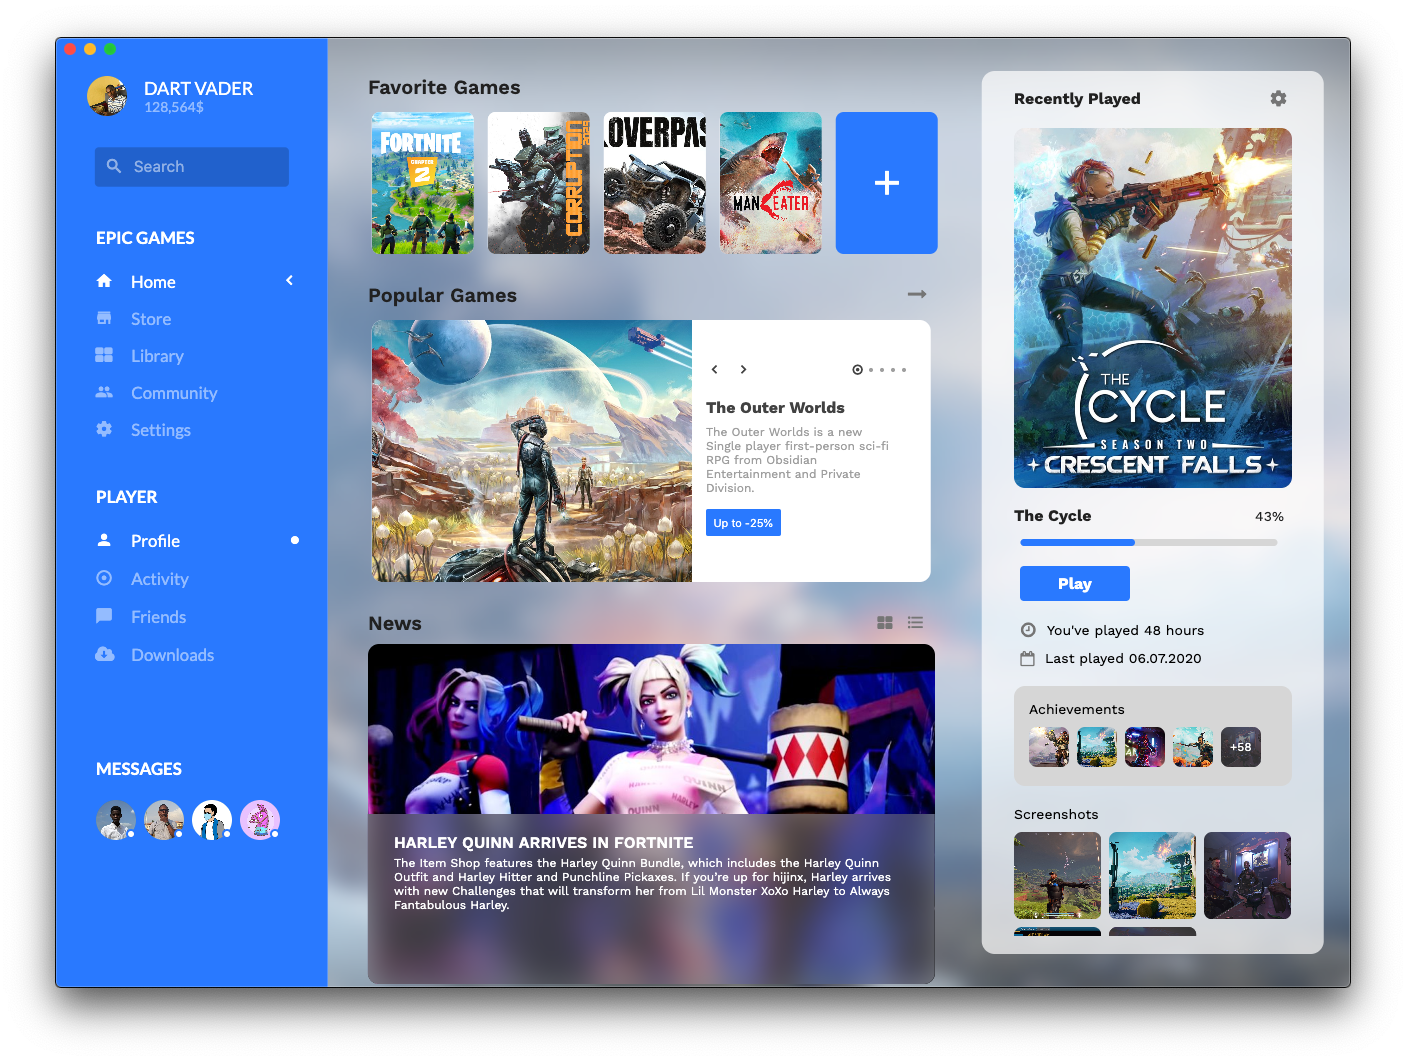 DART VADER
128,564$
Search
EPIC GAMES
Home
Store
Library
Community
Settings
PLAYER
Profile
Activity
Friends
Downloads
MESSAGES
Favorite Games
FORTNITE
CHAPTER
2
CORRUPTION
2029
OVERPAS
MANEATER
+
Popular Games
The Outer Worlds
The Outer Worlds is a new
Single player first-person sci-fi
RPG from Obsidian
Entertainment and Private
Division.
Up to -25%
News
QUINN
HARLEY
QUINN
HARLEY QUINN ARRIVES IN FORTNITE
The Item Shop features the Harley Quinn Bundle, which includes the Harley Quinn
Outfit and Harley Hitter and Punchline Pickaxes. If you're up for hijinx, Harley arrives
with new Challenges that will transform her from Lil Monster XoXo Harley to Always
Fantabulous Harley.
Recently Played
THE
CYCLE
SEASON TWO
CRESCENT FALLS
The Cycle
43%
Play
You've played 48 hours
Last played 06.07.2020
Achievements
+58
Screenshots